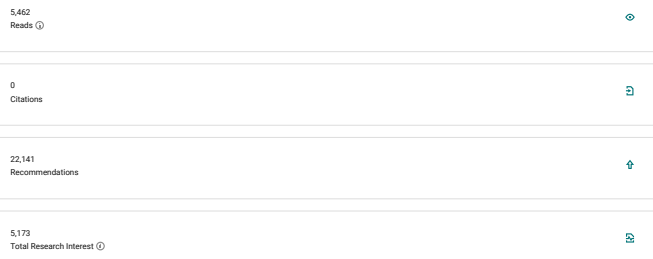 5,462
Reads
0
Citations
22,141
Recommendations
5,173
Total Research Interest